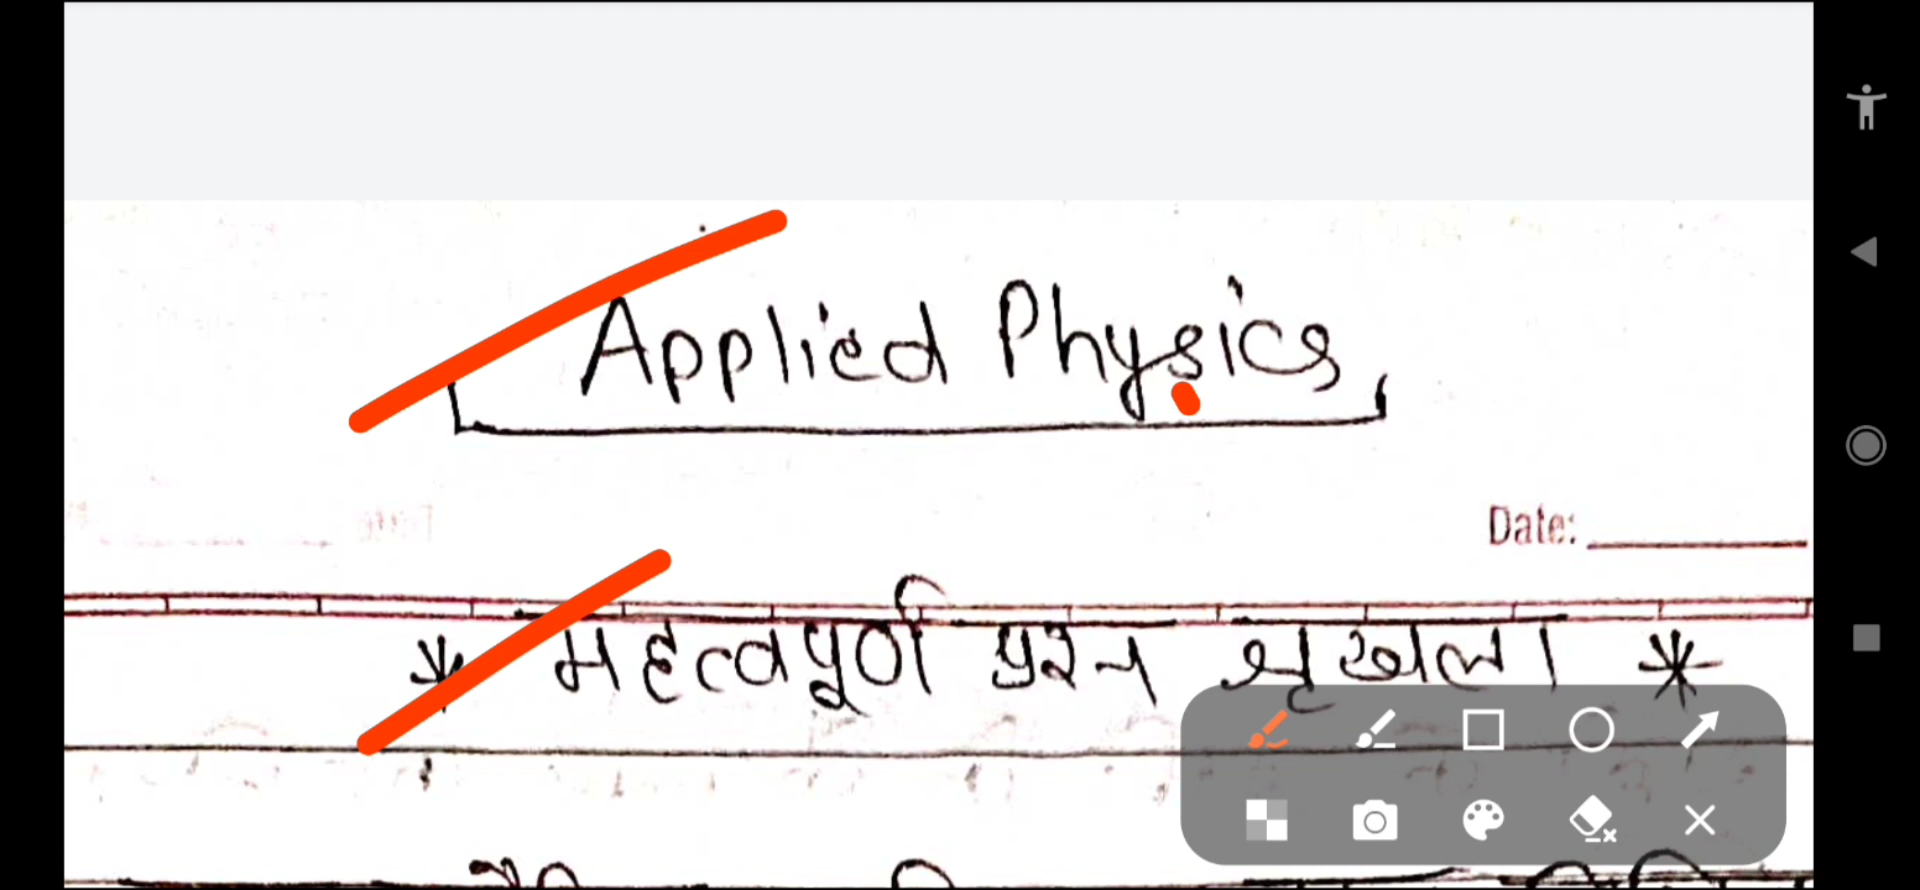 Applied Physics
Date:
* महत्वपूर्ण प्रश्न श्रृंखला *